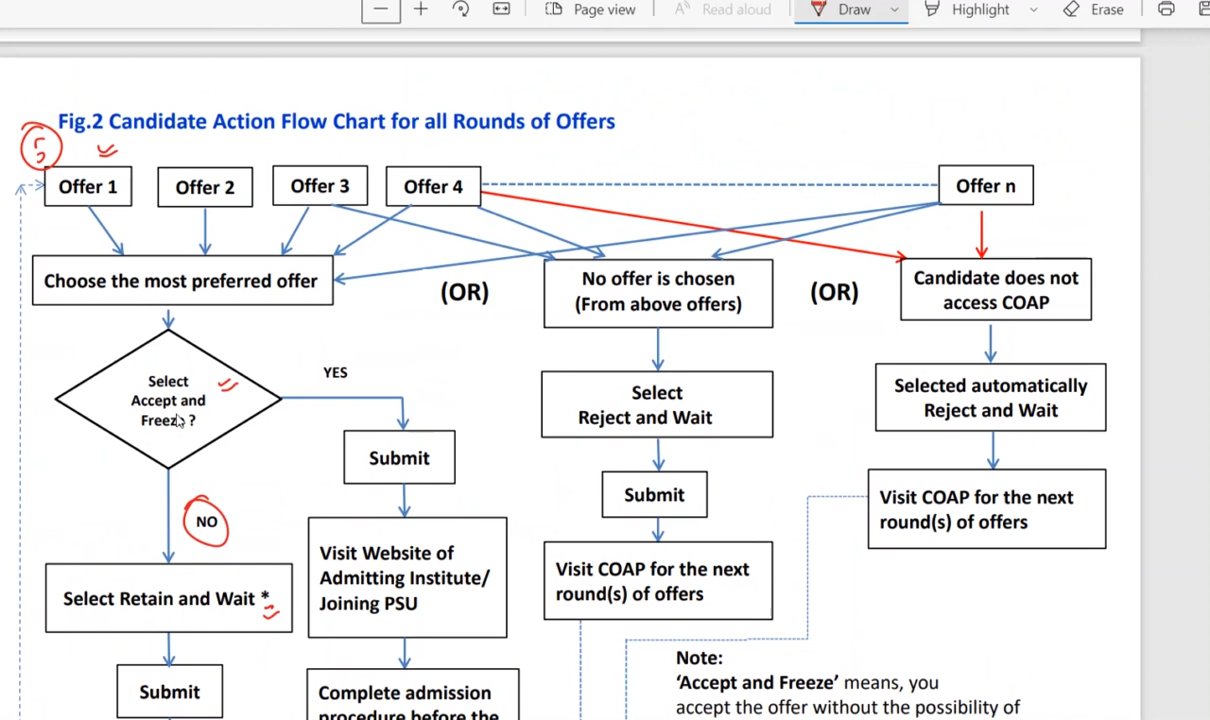 Page view
Read aloud
Draw
Highlight
Erase
Fig.2 Candidate Action Flow Chart for all Rounds of Offers
5
Offer 1
Offer 2
Offer 3
Offer 4
Offer n
Choose the most preferred offer
(OR)
No offer is chosen
(From above offers)
(OR)
Candidate does not
access COAP
Select
Accept and
Freeze ?
YES
Select
Reject and Wait
Selected automatically
Reject and Wait
Submit
Submit
Visit COAP for the next
round(s) of offers
NO
Visit Website of
Admitting Institute/
Joining PSU
Visit COAP for the next
round(s) of offers
Select Retain and Wait *
Submit
Complete admission
procedure before the
Note:
‘Accept and Freeze’ means, you
accept the offer without the possibility of